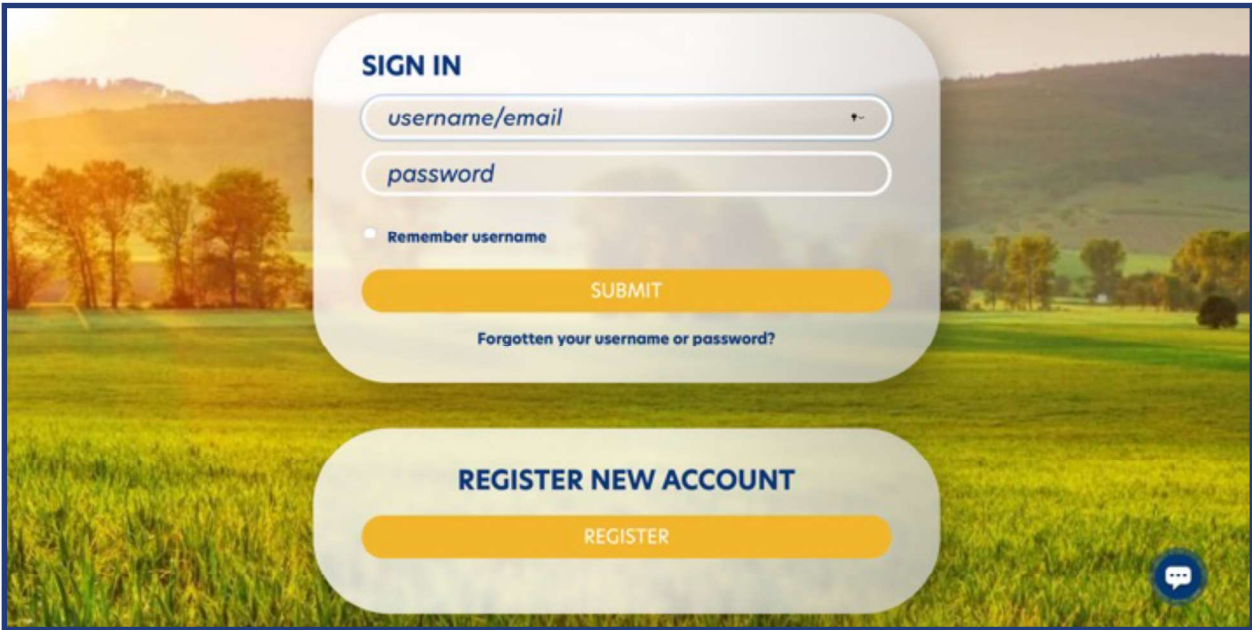 SIGN IN
username/email
password
Remember username
SUBMIT
Forgotten your username or password?
REGISTER NEW ACCOUNT
REGISTER